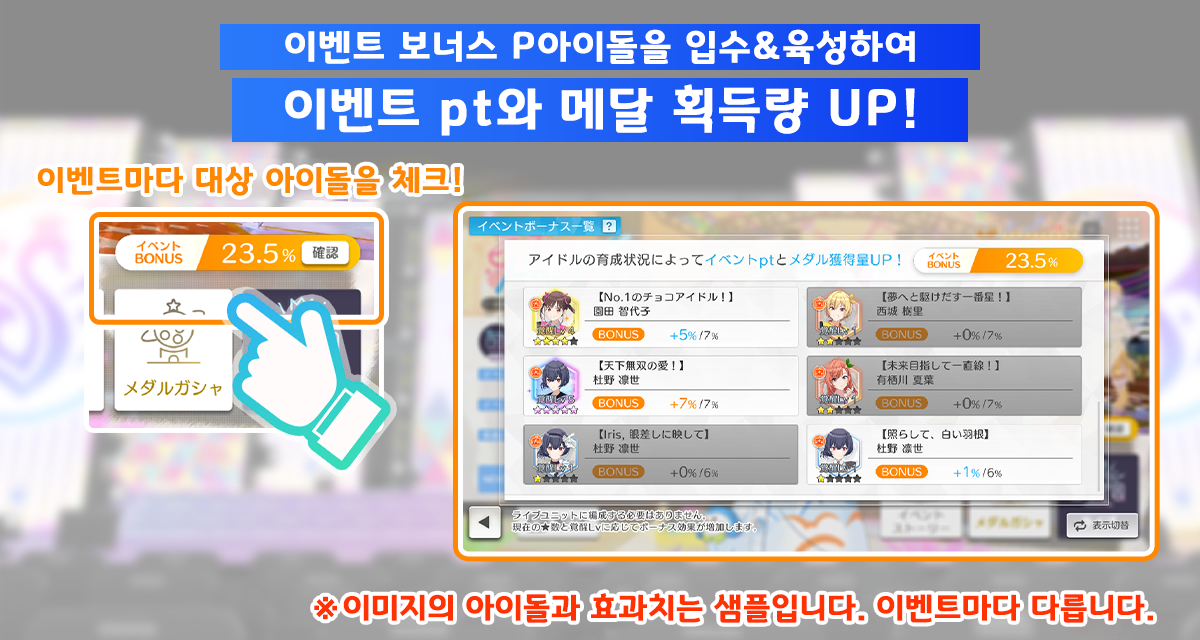 이벤트 보너스 P아이돌을 입수&육성하여
이벤트 pt와 메달 획득량 UP!
이벤트마다 대상 아이돌을 체크!
イベント
BONUS
23.5%
確認
メダルガシャ
イベントボーナス一覧 ?
アイドルの育成状況によってイベントptとメダル獲得量UP！
イベント
BONUS
23.5%
【No.1のチョコアイドル！】
園田 智代子
BONUS +5%/7%
【夢へと駆けだす一番星！】
西城 樹里
BONUS +0%/7%
【天下無双の愛！】
杜野 凛世
BONUS +7%/7%
【未来目指して一直線！】
有栖川 夏葉
BONUS +0%/7%
【Iris, 眼差しに映して】
杜野 凛世
BONUS +0%/6%
【照らして、白い羽根】
杜野 凛世
BONUS +1%/6%
ライブユニットに編成する必要はありません。
現在の★数と覚醒Lvに応じてボーナス効果が増加します。
イベント
ストーリー
メダルガシャ
表示切替
※이미지의 아이돌과 효과치는 샘플입니다. 이벤트마다 다릅니다.